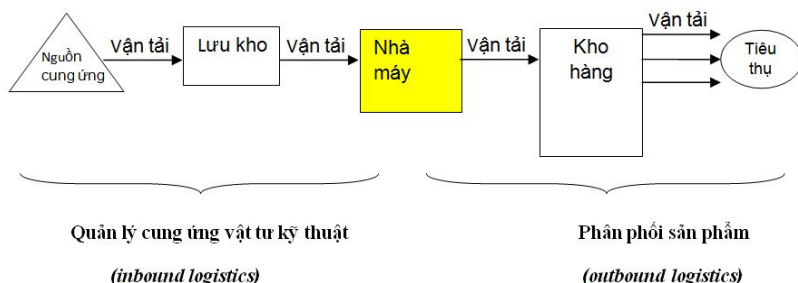 Nguồn
cung ứng
Vận tải
Lưu kho
Vận tải
Nhà
máy
Vận tải
Kho
hàng
Vận tải
Tiêu
thụ
Quản lý cung ứng vật tư kỹ thuật
(inbound logistics)
Phân phối sản phẩm
(outbound logistics)